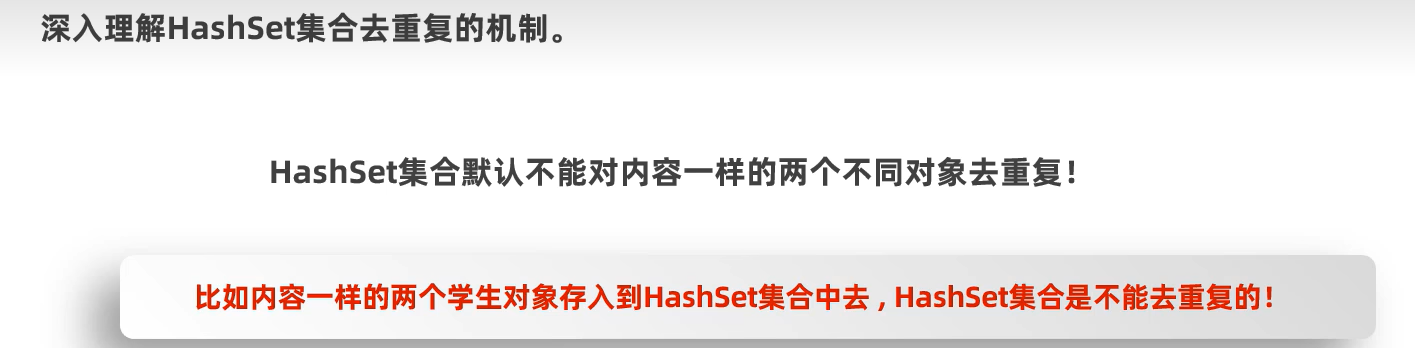 深入理解HashSet集合去重复的机制。
HashSet集合默认不能对内容一样的两个不同对象去重复！
比如内容一样的两个学生对象存入到HashSet集合中去 , HashSet集合是不能去重复的！